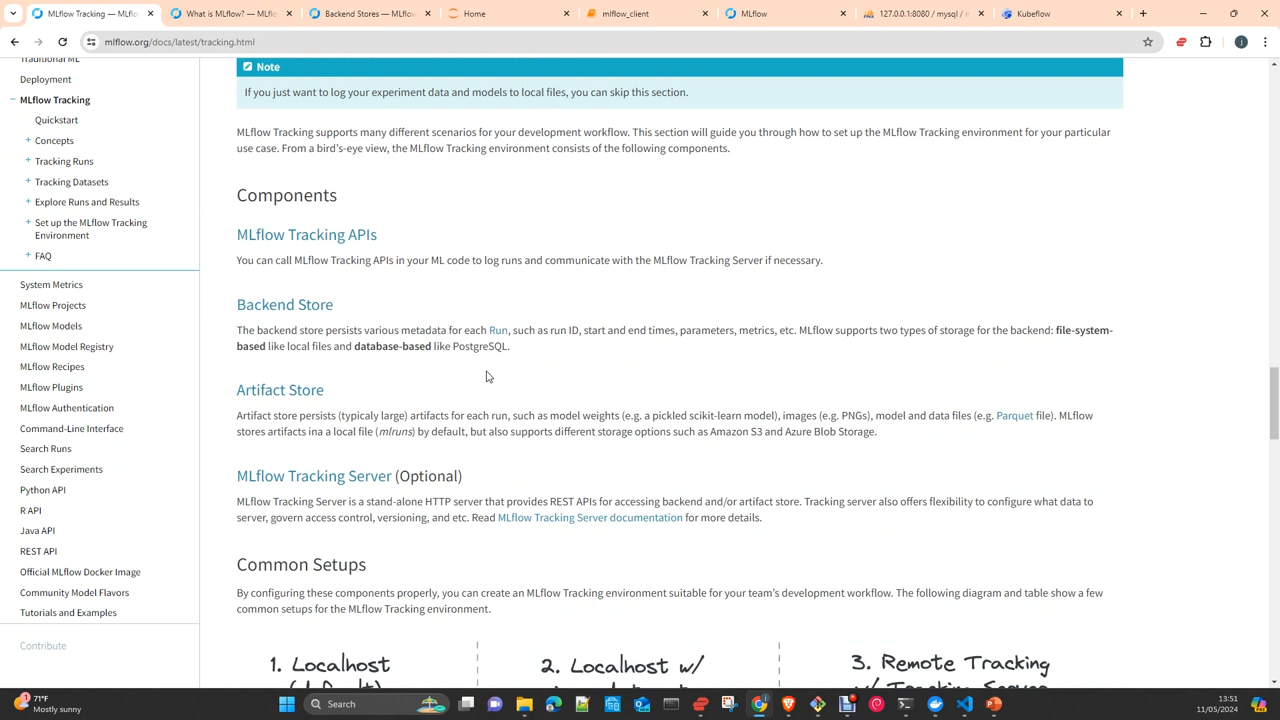 MLflow Tracking — MLflo
What is MLflow? — MLflo
Backend Stores — MLflow
Home
mlflow_client
MLflow
127.0.0.1:8080 / mysql / m
Kubeflow
mlflow.org/docs/latest/tracking.html
Traditional ML
Deployment
MLflow Tracking
Quickstart
Concepts
Tracking Runs
Tracking Datasets
Explore Runs and Results
Set up the MLflow Tracking
Environment
FAQ
System Metrics
MLflow Projects
MLflow Models
MLflow Model Registry
MLflow Recipes
MLflow Plugins
MLflow Authentication
Command-Line Interface
Search Runs
Search Experiments
Python API
R API
Java API
REST API
Official MLflow Docker Image
Community Model Flavors
Tutorials and Examples
Contribute
Note
If you just want to log your experiment data and models to local files, you can skip this section.
MLflow Tracking supports many different scenarios for your development workflow. This section will guide you through how to set up the MLflow Tracking environment for your particular
use case. From a bird's-eye view, the MLflow Tracking environment consists of the following components.
Components
MLflow Tracking APIs
You can call MLflow Tracking APIs in your ML code to log runs and communicate with the MLflow Tracking Server if necessary.
Backend Store
The backend store persists various metadata for each Run, such as run ID, start and end times, parameters, metrics, etc. MLflow supports two types of storage for the backend: file-system-
based like local files and database-based like PostgreSQL.
Artifact Store
Artifact store persists (typicaly large) artifacts for each run, such as model weights (e.g. a pickled scikit-learn model), images (e.g. PNGs), model and data files (e.g. Parquet file). MLflow
stores artifacts ina a local file (mlruns) by default, but also supports different storage options such as Amazon S3 and Azure Blob Storage.
MLflow Tracking Server (Optional)
MLflow Tracking Server is a stand-alone HTTP server that provides REST APIs for accessing backend and/or artifact store. Tracking server also offers flexibility to configure what data to
server, govern access control, versioning, and etc. Read MLflow Tracking Server documentation for more details.
Common Setups
By configuring these components properly, you can create an MLflow Tracking environment suitable for your team's development workflow. The following diagram and table show a few
common setups for the MLflow Tracking environment.
1. Localhost
(default)
2. Localhost w/
3. Remote Tracking
w/ Tracking Server
71°F
Mostly sunny
Search
13:51
11/05/2024